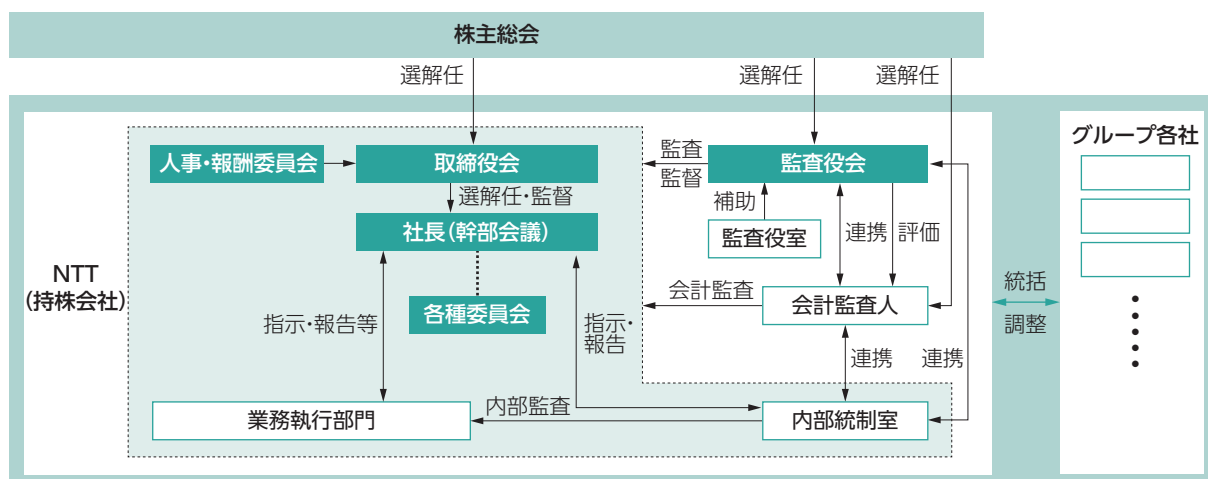 株主総会
選解任
選解任
選解任
グループ各社
人事・報酬委員会
取締役会
監査
監督
監査役会
選解任・監督
補助
社長(幹部会議)
監査役室
連携
評価
NTT
(持株会社)
統括
調整
会計監査
会計監査人
各種委員会
指示・報告等
指示・
報告
連携
連携
内部監査
業務執行部門
内部統制室